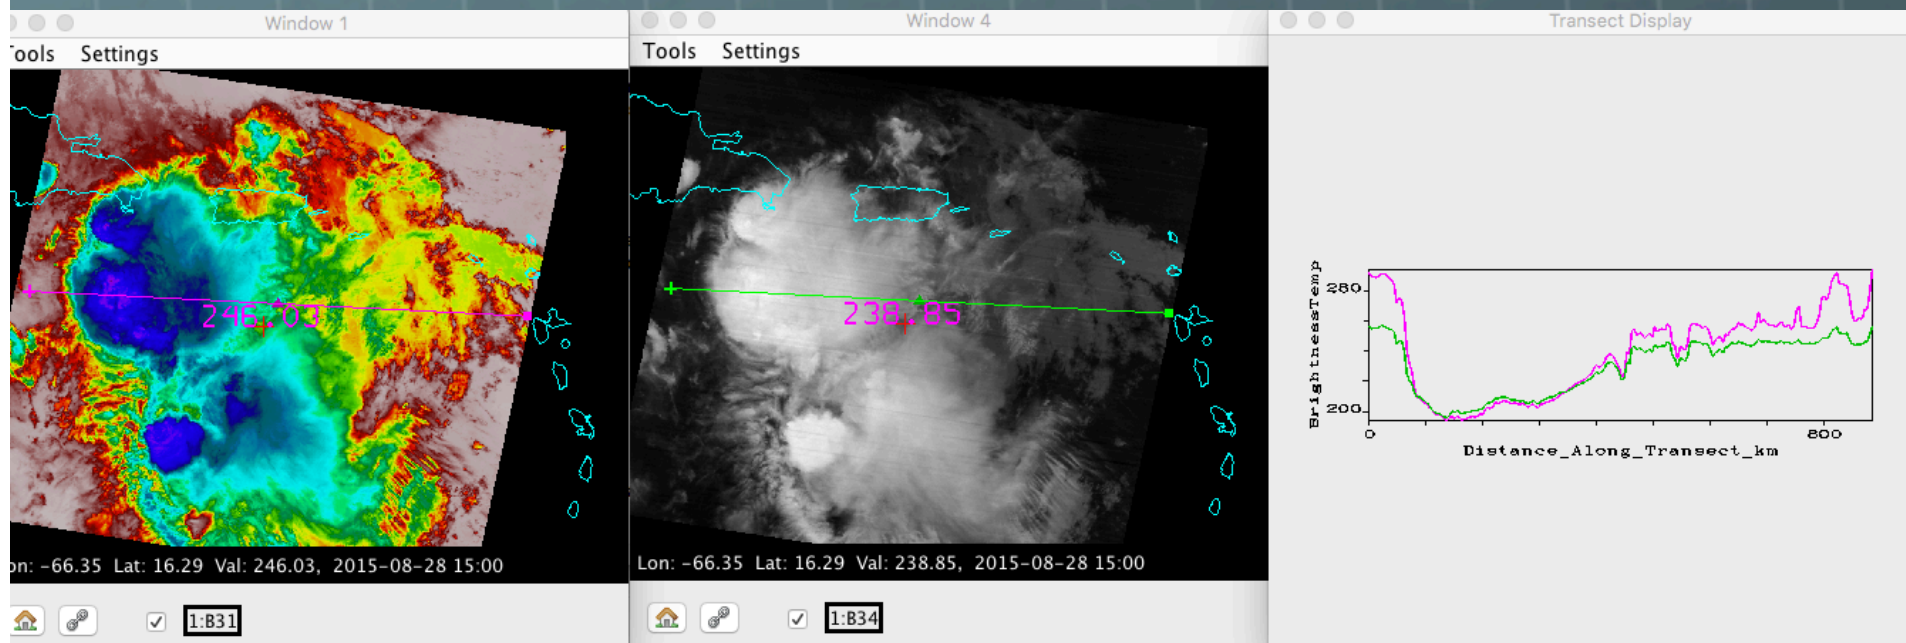 Window 1
Tools Settings
246.03
on: -66.35 Lat: 16.29 Val: 246.03, 2015-08-28 15:00
1:B31
Window 4
Tools Settings
238.85
Lon: -66.35 Lat: 16.29 Val: 238.85, 2015-08-28 15:00
1:B34
Transect Display
BrightnessTemp
280
200
0
800
Distance_Along_Transect_km